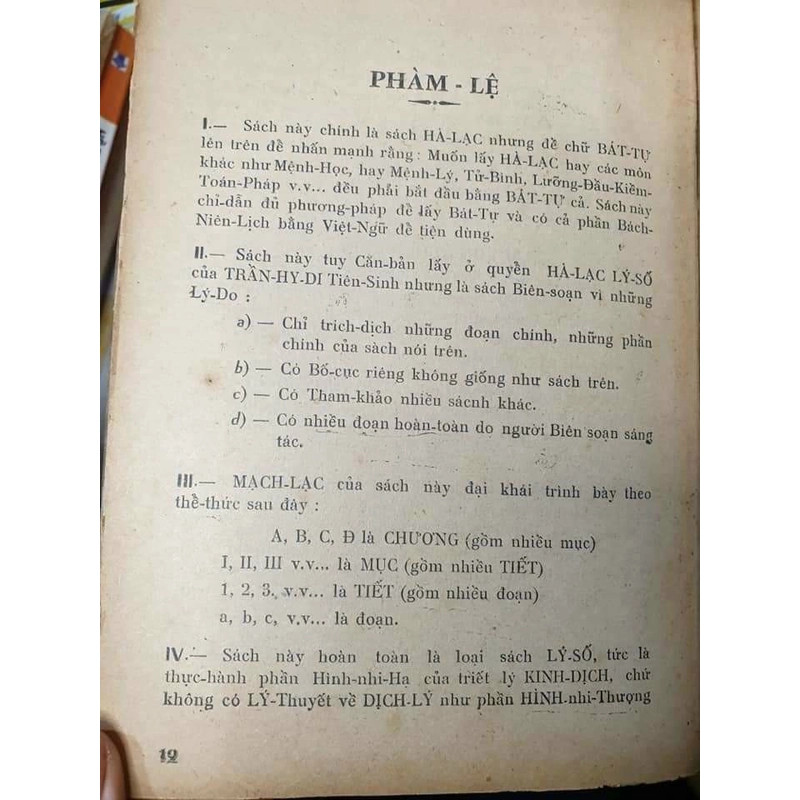 PHÀM - LỆ
I.— Sách này chính là sách HÀ-LẠC nhưng đề chữ BÁT-TỰ
lên trên để nhấn mạnh rằng: Muốn lấy HÀ-LẠC hay các môn
khác như Mệnh-Học, hay Mệnh-Lý, Tử-Bình, Lưỡng-Đầu-Kiềm-
Toán-Pháp v.v... đều phải bắt đầu bằng BÁT-TỰ cả. Sách này
chỉ-dẫn đủ phương-pháp để lấy Bát-Tự và có cả phần Bách-
Niên-Lịch bằng Việt-Ngữ để tiện dùng.
II.— Sách này tuy Căn-bản lấy ở quyển HÀ-LẠC LÝ-SỐ
của TRẦN-HY-DI Tiên-Sinh nhưng là sách Biên-soạn vì những
Lý-Do :
a) — Chỉ trích-dịch những đoạn chính, những phần
chính của sách nói trên.
b) — Có Bố-cục riêng không giống như sách trên.
c) — Có Tham-khảo nhiều sácnh khác.
d) — Có nhiều đoạn hoàn-toàn do người Biên soạn sáng
tác.
III.— MẠCH-LẠC của sách này đại khái trình bày theo
thể-thức sau đây :
A, B, C, Đ là CHƯƠNG (gồm nhiều mục)
I, II, III v.v... là MỤC (gồm nhiều TIẾT)
1, 2, 3. v.v... là TIẾT (gồm nhiều đoạn)
a, b, c, v.v... là đoạn.
IV.— Sách này hoàn toàn là loại sách LÝ-SỐ, tức là
thực-hành phần Hình-nhi-Hạ của triết lý KINH-DỊCH, chứ
không có LÝ-Thuyết về DỊCH-LÝ như phần HÌNH-nhi-Thượng
12